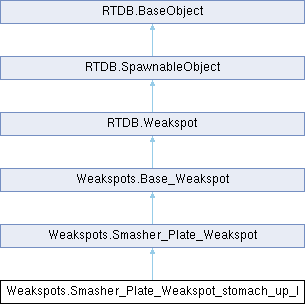 RTDB.BaseObject
RTDB.SpawnableObject
RTDB.Weakspot
Weakspots.Base_Weakspot
Weakspots.Smasher_Plate_Weakspot
Weakspots.Smasher_Plate_Weakspot_stomach_up_l